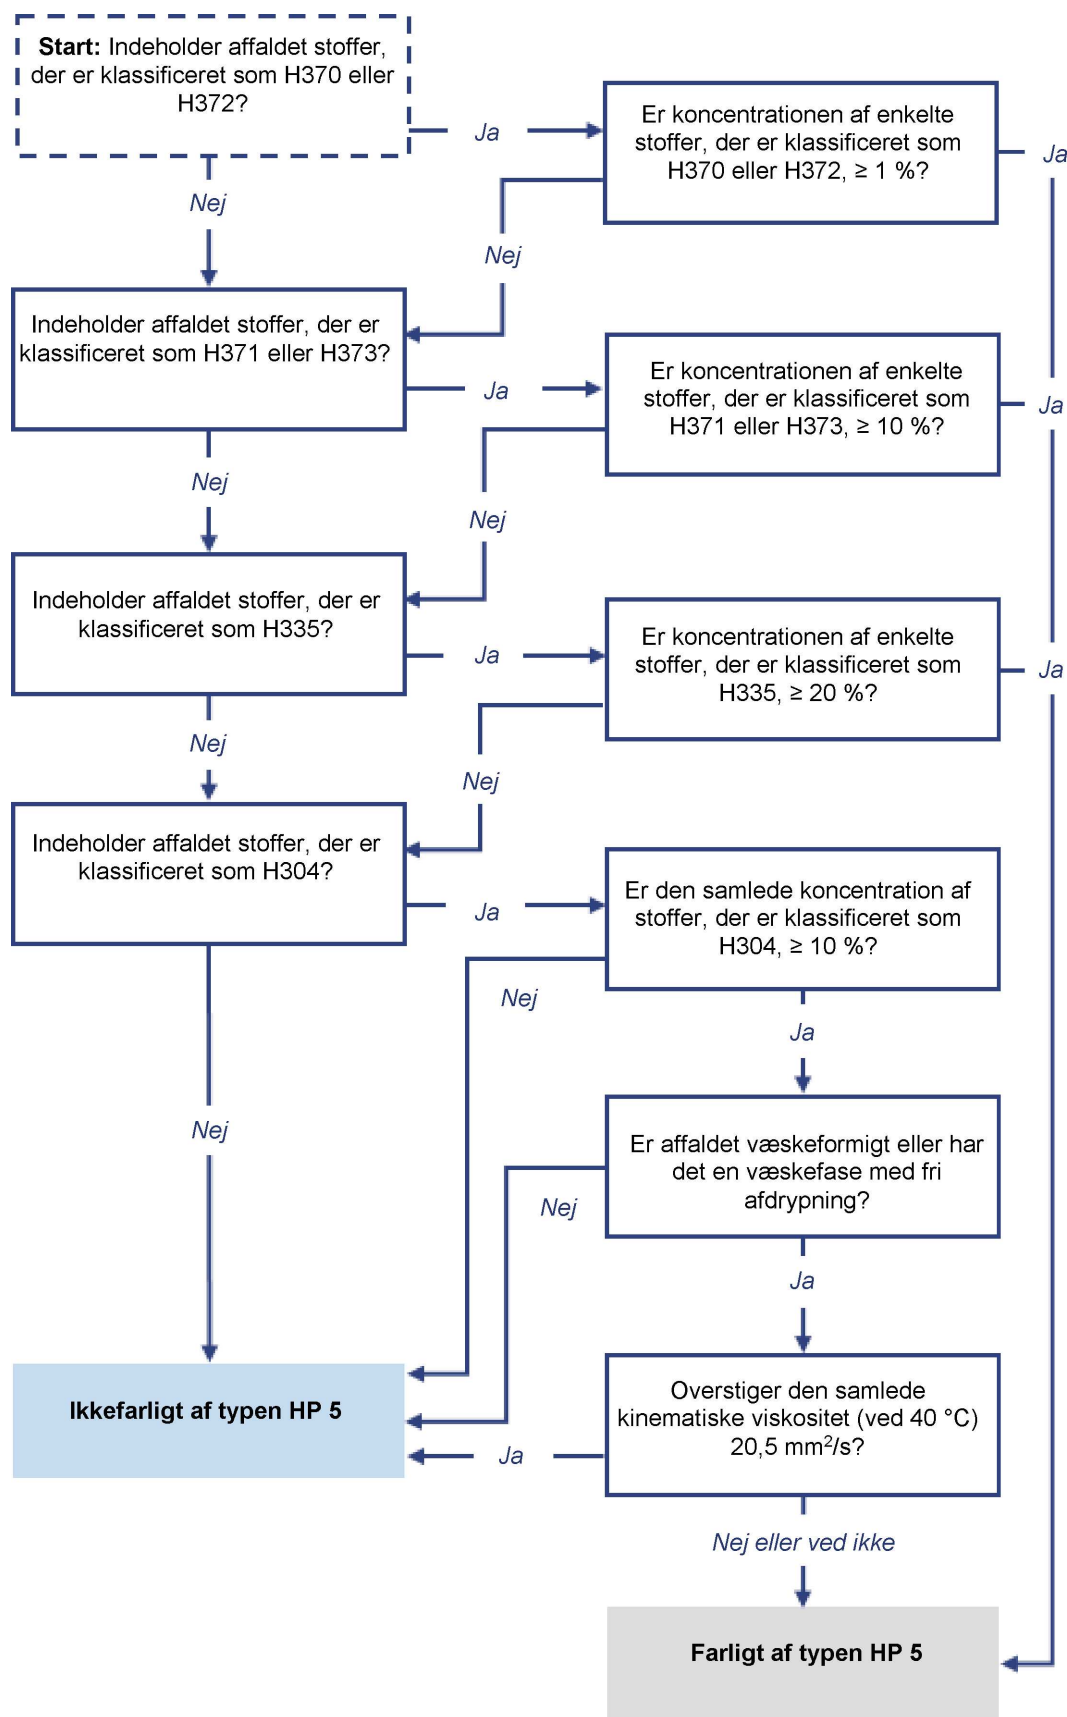 Start: Indeholder affaldet stoffer,
der er klassificeret som H370 eller
H372?
Ja
Er koncentrationen af enkelte
stoffer, der er klassificeret som
H370 eller H372, ≥ 1 %?
Ja
Nej
Nej
Indeholder affaldet stoffer, der er
klassificeret som H371 eller H373?
Ja
Er koncentrationen af enkelte
stoffer, der er klassificeret som
H371 eller H373, ≥ 10 %?
Ja
Nej
Nej
Indeholder affaldet stoffer, der er
klassificeret som H335?
Ja
Er koncentrationen af enkelte
stoffer, der er klassificeret som
H335, ≥ 20 %?
Ja
Nej
Nej
Indeholder affaldet stoffer, der er
klassificeret som H304?
Ja
Er den samlede koncentration af
stoffer, der er klassificeret som
H304, ≥ 10 %?
Nej
Ja
Nej
Er affaldet væskeformigt eller har
det en væskefase med fri
afdrypning?
Nej
Ja
Overstiger den samlede
kinematiske viskositet (ved 40 °C)
20,5 mm²/s?
Ja
Ikkefarligt af typen HP 5
Nej eller ved ikke
Farligt af typen HP 5